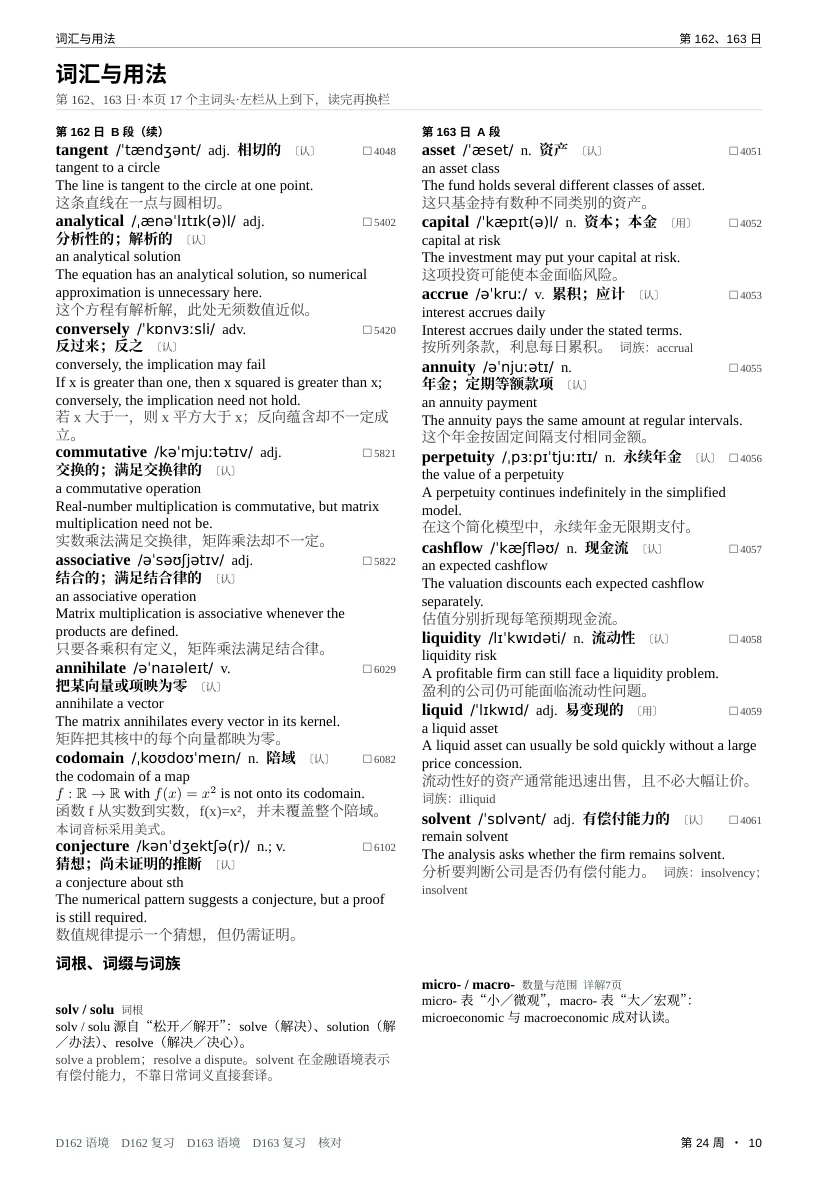 词汇与用法
第 162、163 日
词汇与用法
第 162、163 日·本页 17 个主词头·左栏从上到下，读完再换栏
第 162 日 B 段（续）
tangent /ˈtændʒənt/ adj. 相切的 〔认〕 □4048
tangent to a circle
The line is tangent to the circle at one point.
这条直线在一点与圆相切。
analytical /ˌænəˈlɪtɪk(ə)l/ adj. □5402
分析性的；解析的 〔认〕
an analytical solution
The equation has an analytical solution, so numerical
approximation is unnecessary here.
这个方程有解析解，此处无须数值近似。
conversely /ˈkɒnvɜːsli/ adv. □5420
反过来；反之 〔认〕
conversely, the implication may fail
If x is greater than one, then x squared is greater than x;
conversely, the implication need not hold.
若 x 大于一，则 x 平方大于 x；反向蕴含却不一定成
立。
commutative /kəˈmjuːtətɪv/ adj. □5821
交换的；满足交换律的 〔认〕
a commutative operation
Real-number multiplication is commutative, but matrix
multiplication need not be.
实数乘法满足交换律，矩阵乘法却不一定。
associative /əˈsəʊʃjətɪv/ adj. □5822
结合的；满足结合律的 〔认〕
an associative operation
Matrix multiplication is associative whenever the
products are defined.
只要各乘积有定义，矩阵乘法满足结合律。
annihilate /əˈnaɪəleɪt/ v. □6029
把某向量或项映为零 〔认〕
annihilate a vector
The matrix annihilates every vector in its kernel.
矩阵把其核中的每个向量都映为零。
codomain /ˌkoʊdoʊˈmeɪn/ n. 陪域 〔认〕 □6082
the codomain of a map
f : ℝ → ℝ with f(x) = x² is not onto its codomain.
函数 f 从实数到实数，f(x)=x²，并未覆盖整个陪域。
本词音标采用美式。
conjecture /kənˈdʒektʃə(r)/ n.; v. □6102
猜想；尚未证明的推断 〔认〕
a conjecture about sth
The numerical pattern suggests a conjecture, but a proof
is still required.
数值规律提示一个猜想，但仍需证明。
第 163 日 A 段
asset /ˈæset/ n. 资产 〔认〕 □4051
an asset class
The fund holds several different classes of asset.
这只基金持有数种不同类别的资产。
capital /ˈkæpɪt(ə)l/ n. 资本；本金 〔用〕 □4052
capital at risk
The investment may put your capital at risk.
这项投资可能使本金面临风险。
accrue /əˈkruː/ v. 累积；应计 〔认〕 □4053
interest accrues daily
Interest accrues daily under the stated terms.
按所列条款，利息每日累积。 词族：accrual
annuity /əˈnjuːətɪ/ n. □4055
年金；定期等额款项 〔认〕
an annuity payment
The annuity pays the same amount at regular intervals.
这个年金按固定间隔支付相同金额。
perpetuity /ˌpɜːpɪˈtjuːɪtɪ/ n. 永续年金 〔认〕 □4056
the value of a perpetuity
A perpetuity continues indefinitely in the simplified
model.
在这个简化模型中，永续年金无限期支付。
cashflow /ˈkæʃfləʊ/ n. 现金流 〔认〕 □4057
an expected cashflow
The valuation discounts each expected cashflow
separately.
估值分别折现每笔预期现金流。
liquidity /lɪˈkwɪdəti/ n. 流动性 〔认〕 □4058
liquidity risk
A profitable firm can still face a liquidity problem.
盈利的公司仍可能面临流动性问题。
liquid /ˈlɪkwɪd/ adj. 易变现的 〔用〕 □4059
a liquid asset
A liquid asset can usually be sold quickly without a large
price concession.
流动性好的资产通常能迅速出售，且不必大幅让价。
词族：illiquid
solvent /ˈsɒlvənt/ adj. 有偿付能力的 〔认〕 □4061
remain solvent
The analysis asks whether the firm remains solvent.
分析要判断公司是否仍有偿付能力。 词族：insolvency；
insolvent
词根、词缀与词族
solv / solu 词根
solv / solu 源自“松开／解开”：solve（解决）、solution（解
／办法）、resolve（解决／决心）。
solve a problem；resolve a dispute。solvent 在金融语境表示
有偿付能力，不靠日常词义直接套译。
micro- / macro- 数量与范围 详解7页
micro- 表“小／微观”，macro- 表“大／宏观”：
microeconomic 与 macroeconomic 成对认读。
D162 语境 D162 复习 D163 语境 D163 复习 核对
第 24 周 · 10